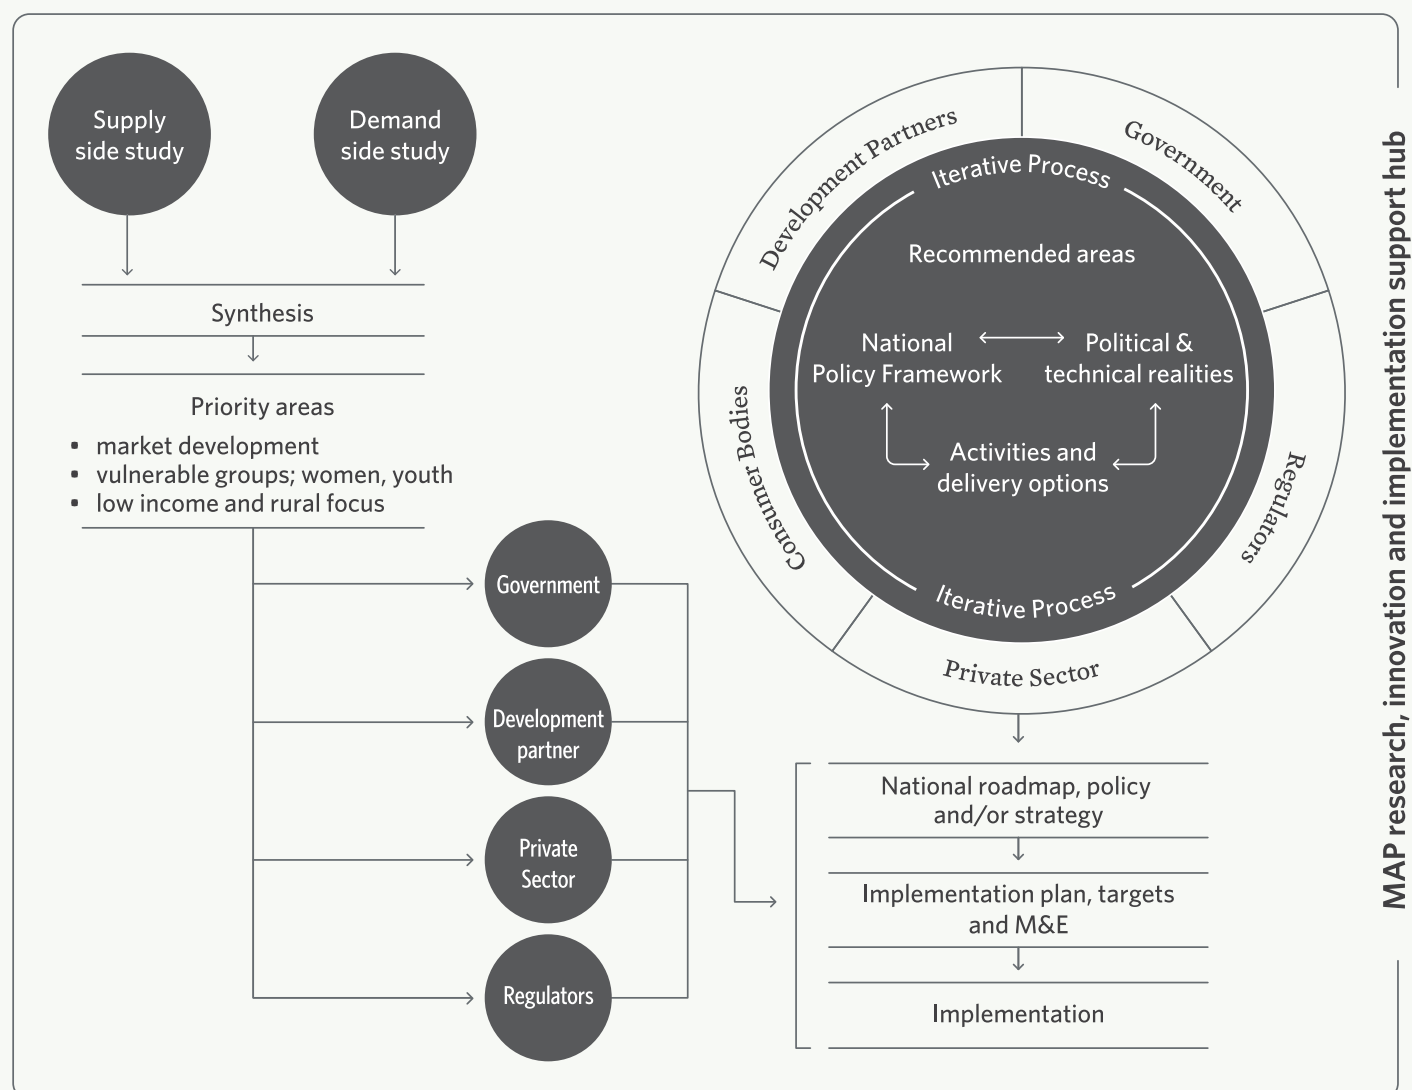 Supply
side study
Demand
side study
Synthesis
Priority areas
• market development
• vulnerable groups; women, youth
• low income and rural focus
Government
Development
partner
Private
Sector
Regulators
Development Partners
Government
Consumer Bodies
Regulators
Private Sector
Iterative Process
Recommended areas
National
Policy Framework
Political &
technical realities
Activities and
delivery options
Iterative Process
National roadmap, policy
and/or strategy
Implementation plan, targets
and M&E
Implementation
MAP research, innovation and implementation support hub